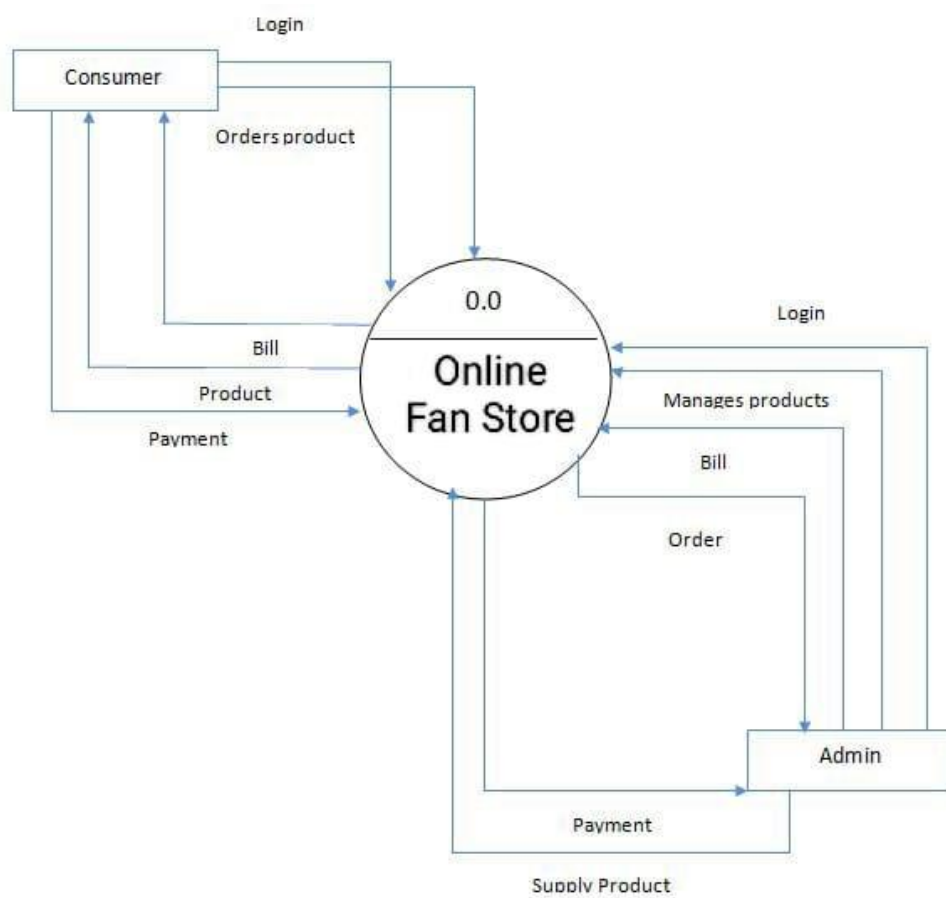 Login
Consumer
Orders product
0.0
Login
Bill
Online
Fan Store
Product
Manages products
Payment
Bill
Order
Admin
Payment
Supply Product